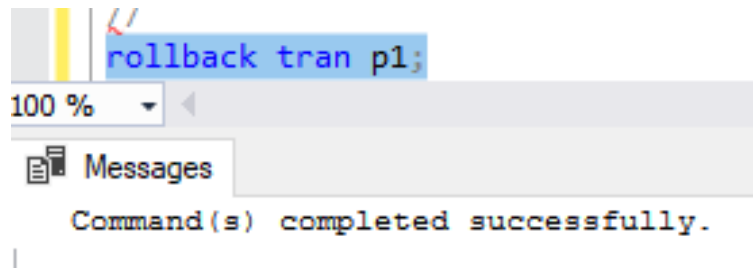 //
rollback tran p1;
100 %
Messages
Command(s) completed successfully.